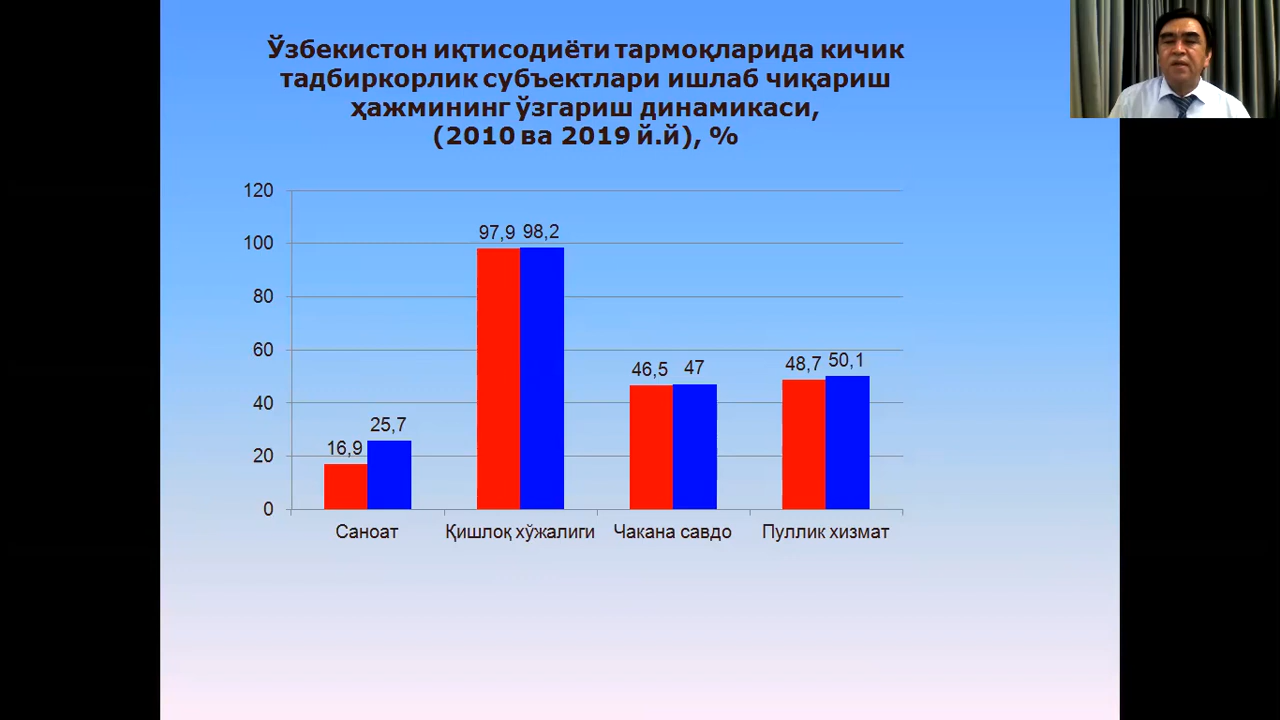 Ўзбекистон иқтисодиёти тармоқларида кичик
тадбиркорлик субъектлари ишлаб чиқариш
ҳажмининг ўзгариш динамикаси,
(2010 ва 2019 й.й), %
120
100
80
60
40
20
0
16,9
25,7
97,9
98,2
46,5
47
48,7
50,1
Саноат
Қишлоқ хўжалиги
Чакана савдо
Пуллик хизмат